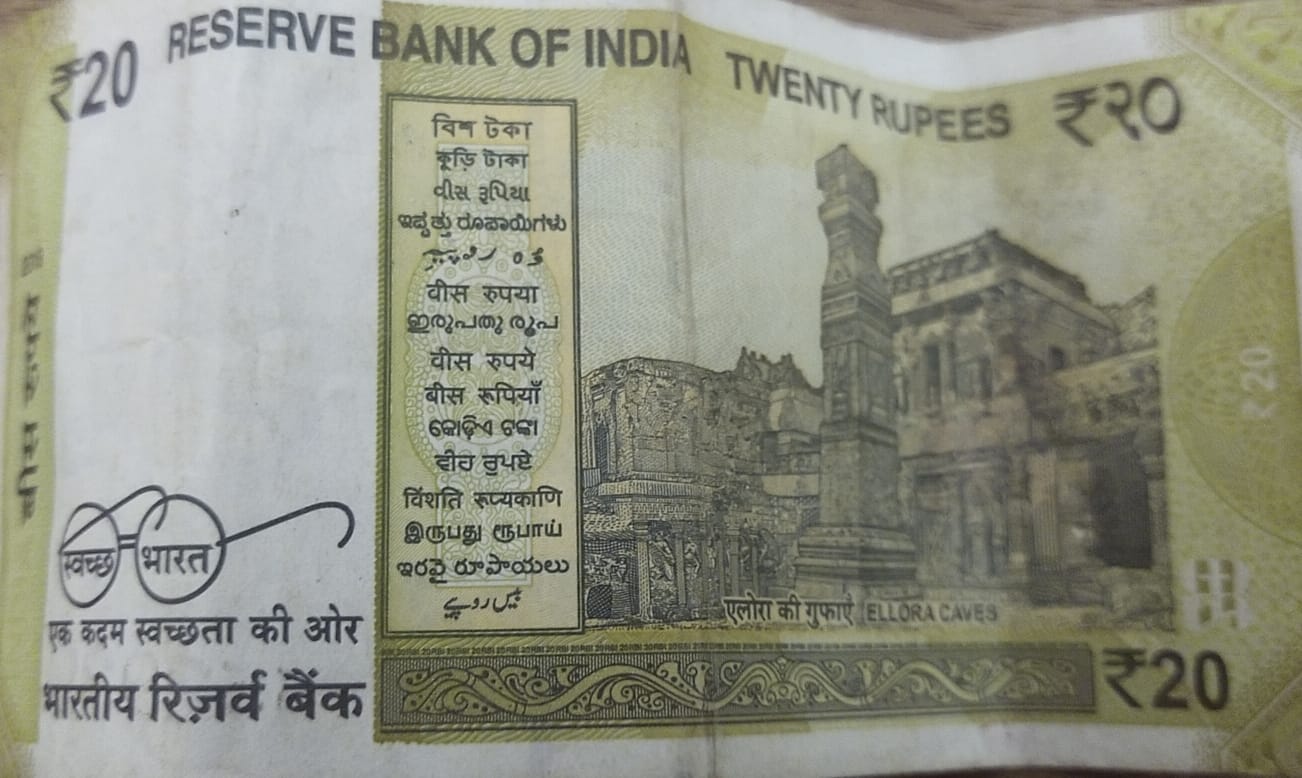 ₹20
RESERVE BANK OF INDIA
TWENTY RUPEES
₹२०
বিশ টকা
কুড়ি টাকা
વીસ રૂપિયા
ಇಪ್ಪತ್ತು ರೂಪಾಯಿಗಳು
वीस रुपया
ഇരുപതു രൂപ
वीस रुपये
बीस रूपियाँ
କୋଡ଼ିଏ ଟଙ୍କା
ਵੀਹ ਰੁਪਏ
विंशति रूप्यकाणि
இருபது ரூபாய்
ఇరవై రూపాయలు
بیس روپیے
बीस रुपये
स्वच्छ भारत
एक कदम स्वच्छता की ओर
भारतीय रिज़र्व बैंक
एलोरा की गुफाएँ ELLORA CAVES
₹20
₹20